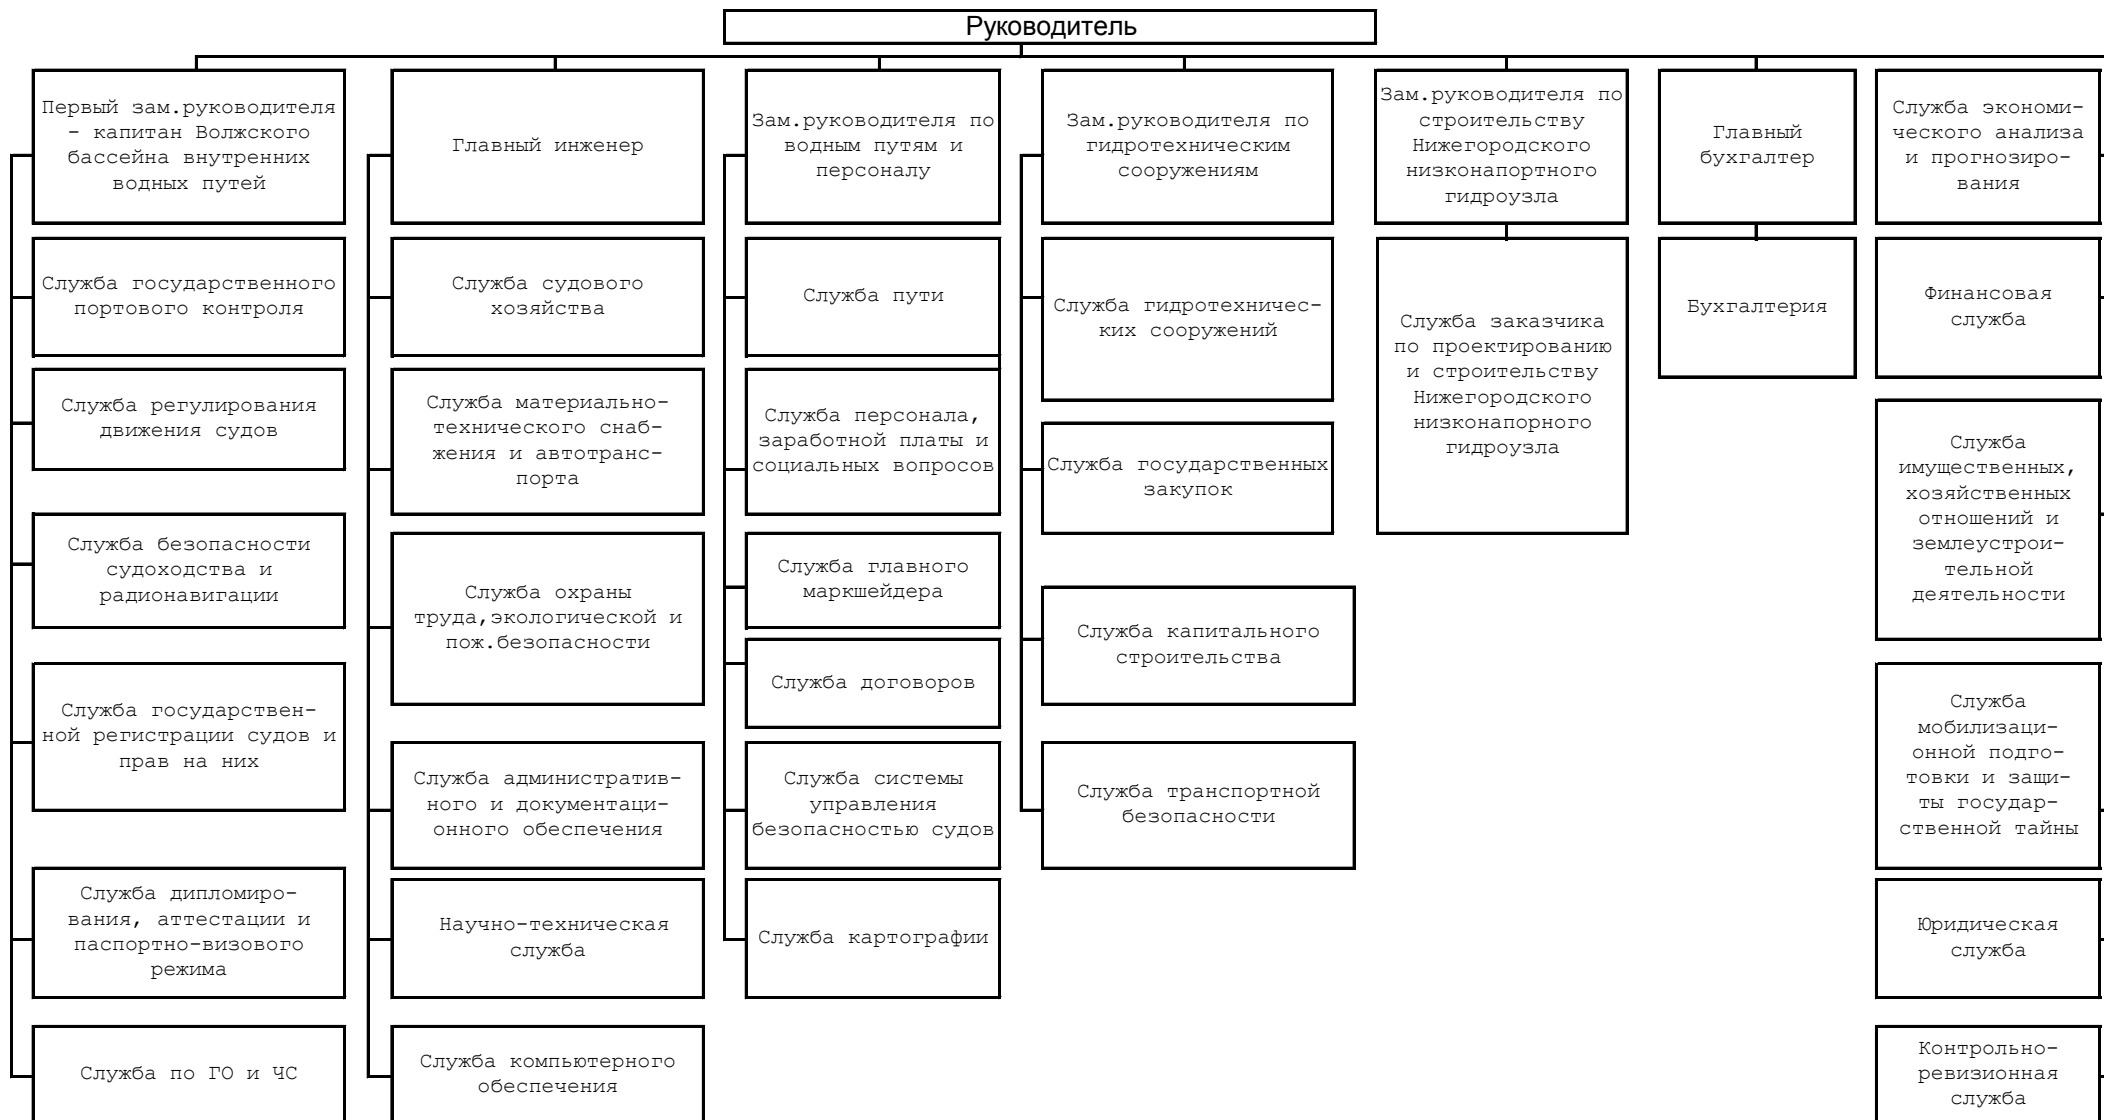 Руководитель
Первый зам.руководителя
- капитан Волжского
бассейна внутренних
водных путей
Служба государственного
портового контроля
Служба регулирования
движения судов
Служба безопасности
судоходства и
радионавигации
Служба государствен-
ной регистрации судов и
прав на них
Служба дипломиро-
вания, аттестации и
паспортно-визового
режима
Служба по ГО и ЧС
Главный инженер
Служба судового
хозяйства
Служба материально-
технического снаб-
жения и автотранс-
порта
Служба охраны
труда,экологической и
пож.безопасности
Служба административ-
ного и документаци-
онного обеспечения
Научно-техническая
служба
Служба компьютерного
обеспечения
Зам.руководителя по
водным путям и
персоналу
Служба пути
Служба персонала,
заработной платы и
социальных вопросов
Служба главного
маркшейдера
Служба договоров
Служба системы
управления
безопасностью судов
Служба картографии
Зам.руководителя по
гидротехническим
сооружениям
Служба гидротехничес-
ких сооружений
Служба государственных
закупок
Служба капитального
строительства
Служба транспортной
безопасности
Зам.руководителя по
строительству
Нижегородского
низконапортного
гидроузла
Служба заказчика
по проектированию
и строительству
Нижегородского
низконапорного
гидроузла
Главный
бухгалтер
Бухгалтерия
Служба экономи-
ческого анализа
и прогнозиро-
вания
Финансовая
служба
Служба
имущественных,
хозяйственных
отношений и
землеустрои-
тельной
деятельности
Служба
мобилизаци-
онной подго-
товки и защи-
ты государ-
ственной тайны
Юридическая
служба
Контрольно-
ревизионная
служба